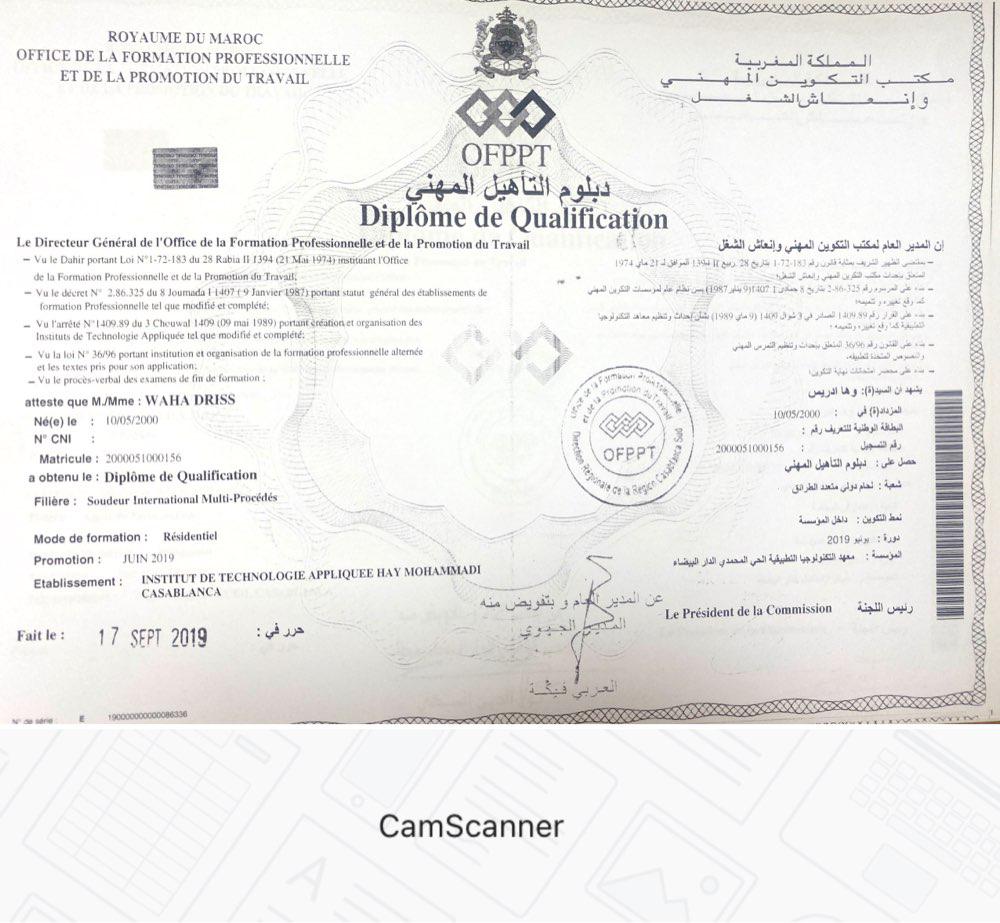 ROYAUME DU MAROC
OFFICE DE LA FORMATION PROFESSIONNELLE
ET DE LA PROMOTION DU TRAVAIL
المملكة المغربية
مكتب التكوين المهني
وإنعاش الشغل
OFPPT
دبلوم التأهيل المهني
Diplôme de Qualification
Le Directeur Général de l'Office de la Formation Professionnelle et de la Promotion du Travail
– Vu le Dahir portant Loi N°1-72-183 du 28 Rabia II 1394 (21 Mai 1974) instituant l'Office
de la Formation Professionnelle et de la Promotion du Travail;
– Vu le décret N° 2.86.325 du 8 Joumada I 1407 ( 9 Janvier 1987) portant statut général des établissements de
formation Professionnelle tel que modifié et complété;
– Vu l'arrêté N°1409.89 du 3 Chouwal 1409 (09 mai 1989) portant création et organisation des
Instituts de Technologie Appliquée tel que modifié et complété;
– Vu la loi N° 36/96 portant institution et organisation de la formation professionnelle alternée
et les textes pris pour son application;
– Vu le procès-verbal des examens de fin de formation ;
atteste que M./Mme : WAHA DRISS
Né(e) le : 10/05/2000
N° CNI :
Matricule : 2000051000156
a obtenu le : Diplôme de Qualification
Filière : Soudeur International Multi-Procédés
Mode de formation : Résidentiel
Promotion : JUIN 2019
Etablissement : INSTITUT DE TECHNOLOGIE APPLIQUEE HAY MOHAMMADI
CASABLANCA
Fait le : 17 SEPT 2019 حرر في :
إن المدير العام لمكتب التكوين المهني وإنعاش الشغل
– بمقتضى الظهير الشريف بمثابة قانون رقم 183-72-1 بتاريخ 28 ربيع II 1394 الموافق لـ 21 ماي 1974
المتعلق بإحداث مكتب التكوين المهني وإنعاش الشغل؛
– بناء على المرسوم رقم 325-86-2 بتاريخ 8 جمادى I 1407 (9 يناير 1987) بسن نظام عام لمؤسسات التكوين المهني
كما وقع تغييره و تتميمه؛
– بناء على القرار رقم 1409.89 الصادر في 3 شوال 1409 (9 ماي 1989) بشأن إحداث وتنظيم معاهد التكنولوجيا
التطبيقية كما وقع تغييره وتتميمه ؛
– بناء على القانون رقم 36/96 المتعلق بإحداث وتنظيم التمرس المهني
والنصوص المتخذة لتطبيقه،
– بناء على محضر امتحانات نهاية التكوين؛
يشهد ان السيد(ة): وها ادريس
المزداد(ة) في : 10/05/2000
البطاقة الوطنية للتعريف رقم :
رقم التسجيل : 2000051000156
حصل على : دبلوم التأهيل المهني
شعبة : لحام دولي متعدد الطرائق
نمط التكوين : داخل المؤسسة
دورة : يونيو 2019
المؤسسة : معهد التكنولوجيا التطبيقية الحي المحمدي الدار البيضاء
Office de la Formation Professionnelle
et de la Promotion du Travail
OFPPT
Direction Régionale de la Région Casablanca Sud
عن المدير العام و بتفويض منه
المدير الجهوي
العربي
Le Président de la Commission رئيس اللجنة
N° de série : E 190000000000086336
CamScanner